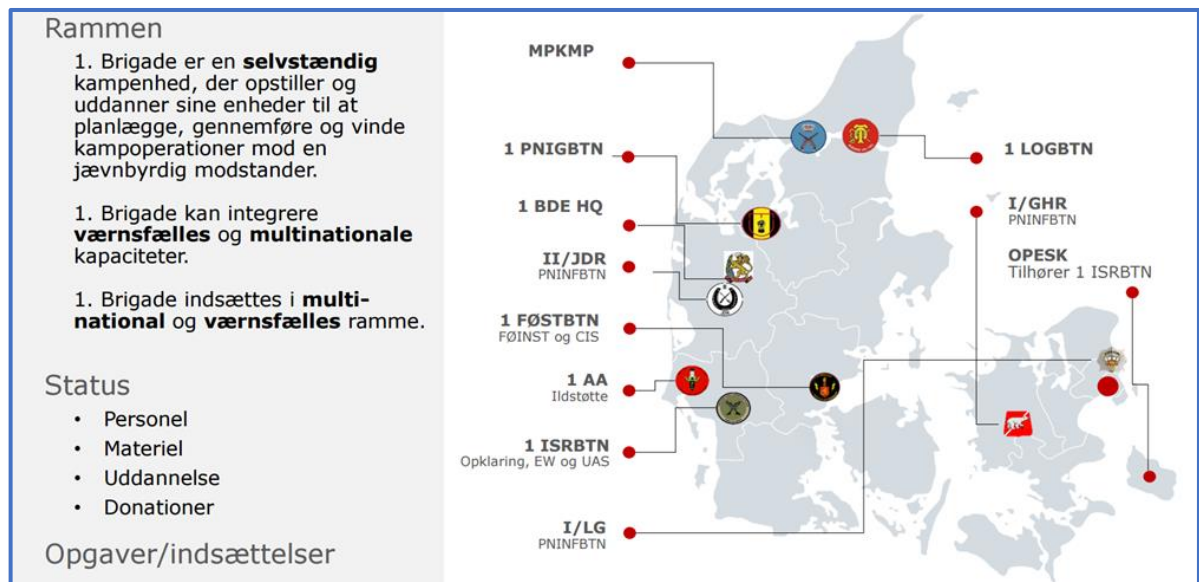 Rammen
1. Brigade er en selvstændig
kampenhed, der opstiller og
uddanner sine enheder til at
planlægge, gennemføre og vinde
kampoperationer mod en
jævnbyrdig modstander.
1. Brigade kan integrere
værnsfælles og multinationale
kapaciteter.
1. Brigade indsættes i multi-
national og værnsfælles ramme.
Status
• Personel
• Materiel
• Uddannelse
• Donationer
Opgaver/indsættelser
MPKMP
1 PNIGBTN
1 BDE HQ
II/JDR
PNINFBTN
1 FØSTBTN
FØINST og CIS
1 AA
Ildstøtte
1 ISRBTN
Opklaring, EW og UAS
I/LG
PNINFBTN
1 LOGBTN
I/GHR
PNINFBTN
OPESK
Tilhører 1 ISRBTN